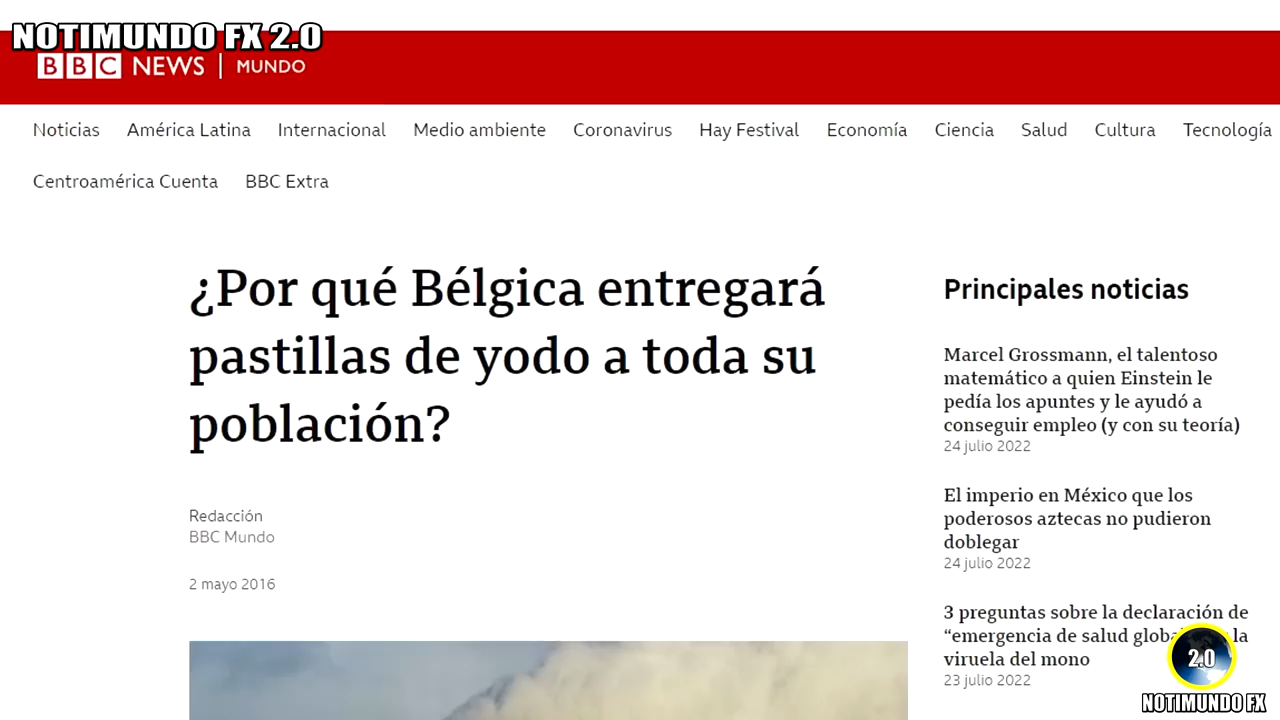 NOTIMUNDO FX 2.0
BBC NEWS | MUNDO
Noticias América Latina Internacional Medio ambiente Coronavirus Hay Festival Economía Ciencia Salud Cultura Tecnología
Centroamérica Cuenta BBC Extra
¿Por qué Bélgica entregará
pastillas de yodo a toda su
población?
Redacción
BBC Mundo
2 mayo 2016
Principales noticias
Marcel Grossmann, el talentoso
matemático a quien Einstein le
pedía los apuntes y le ayudó a
conseguir empleo (y con su teoría)
24 julio 2022
El imperio en México que los
poderosos aztecas no pudieron
doblegar
24 julio 2022
3 preguntas sobre la declaración de
“emergencia de salud la
viruela del mono
23 julio 2022
2.0
NOTIMUNDO FX